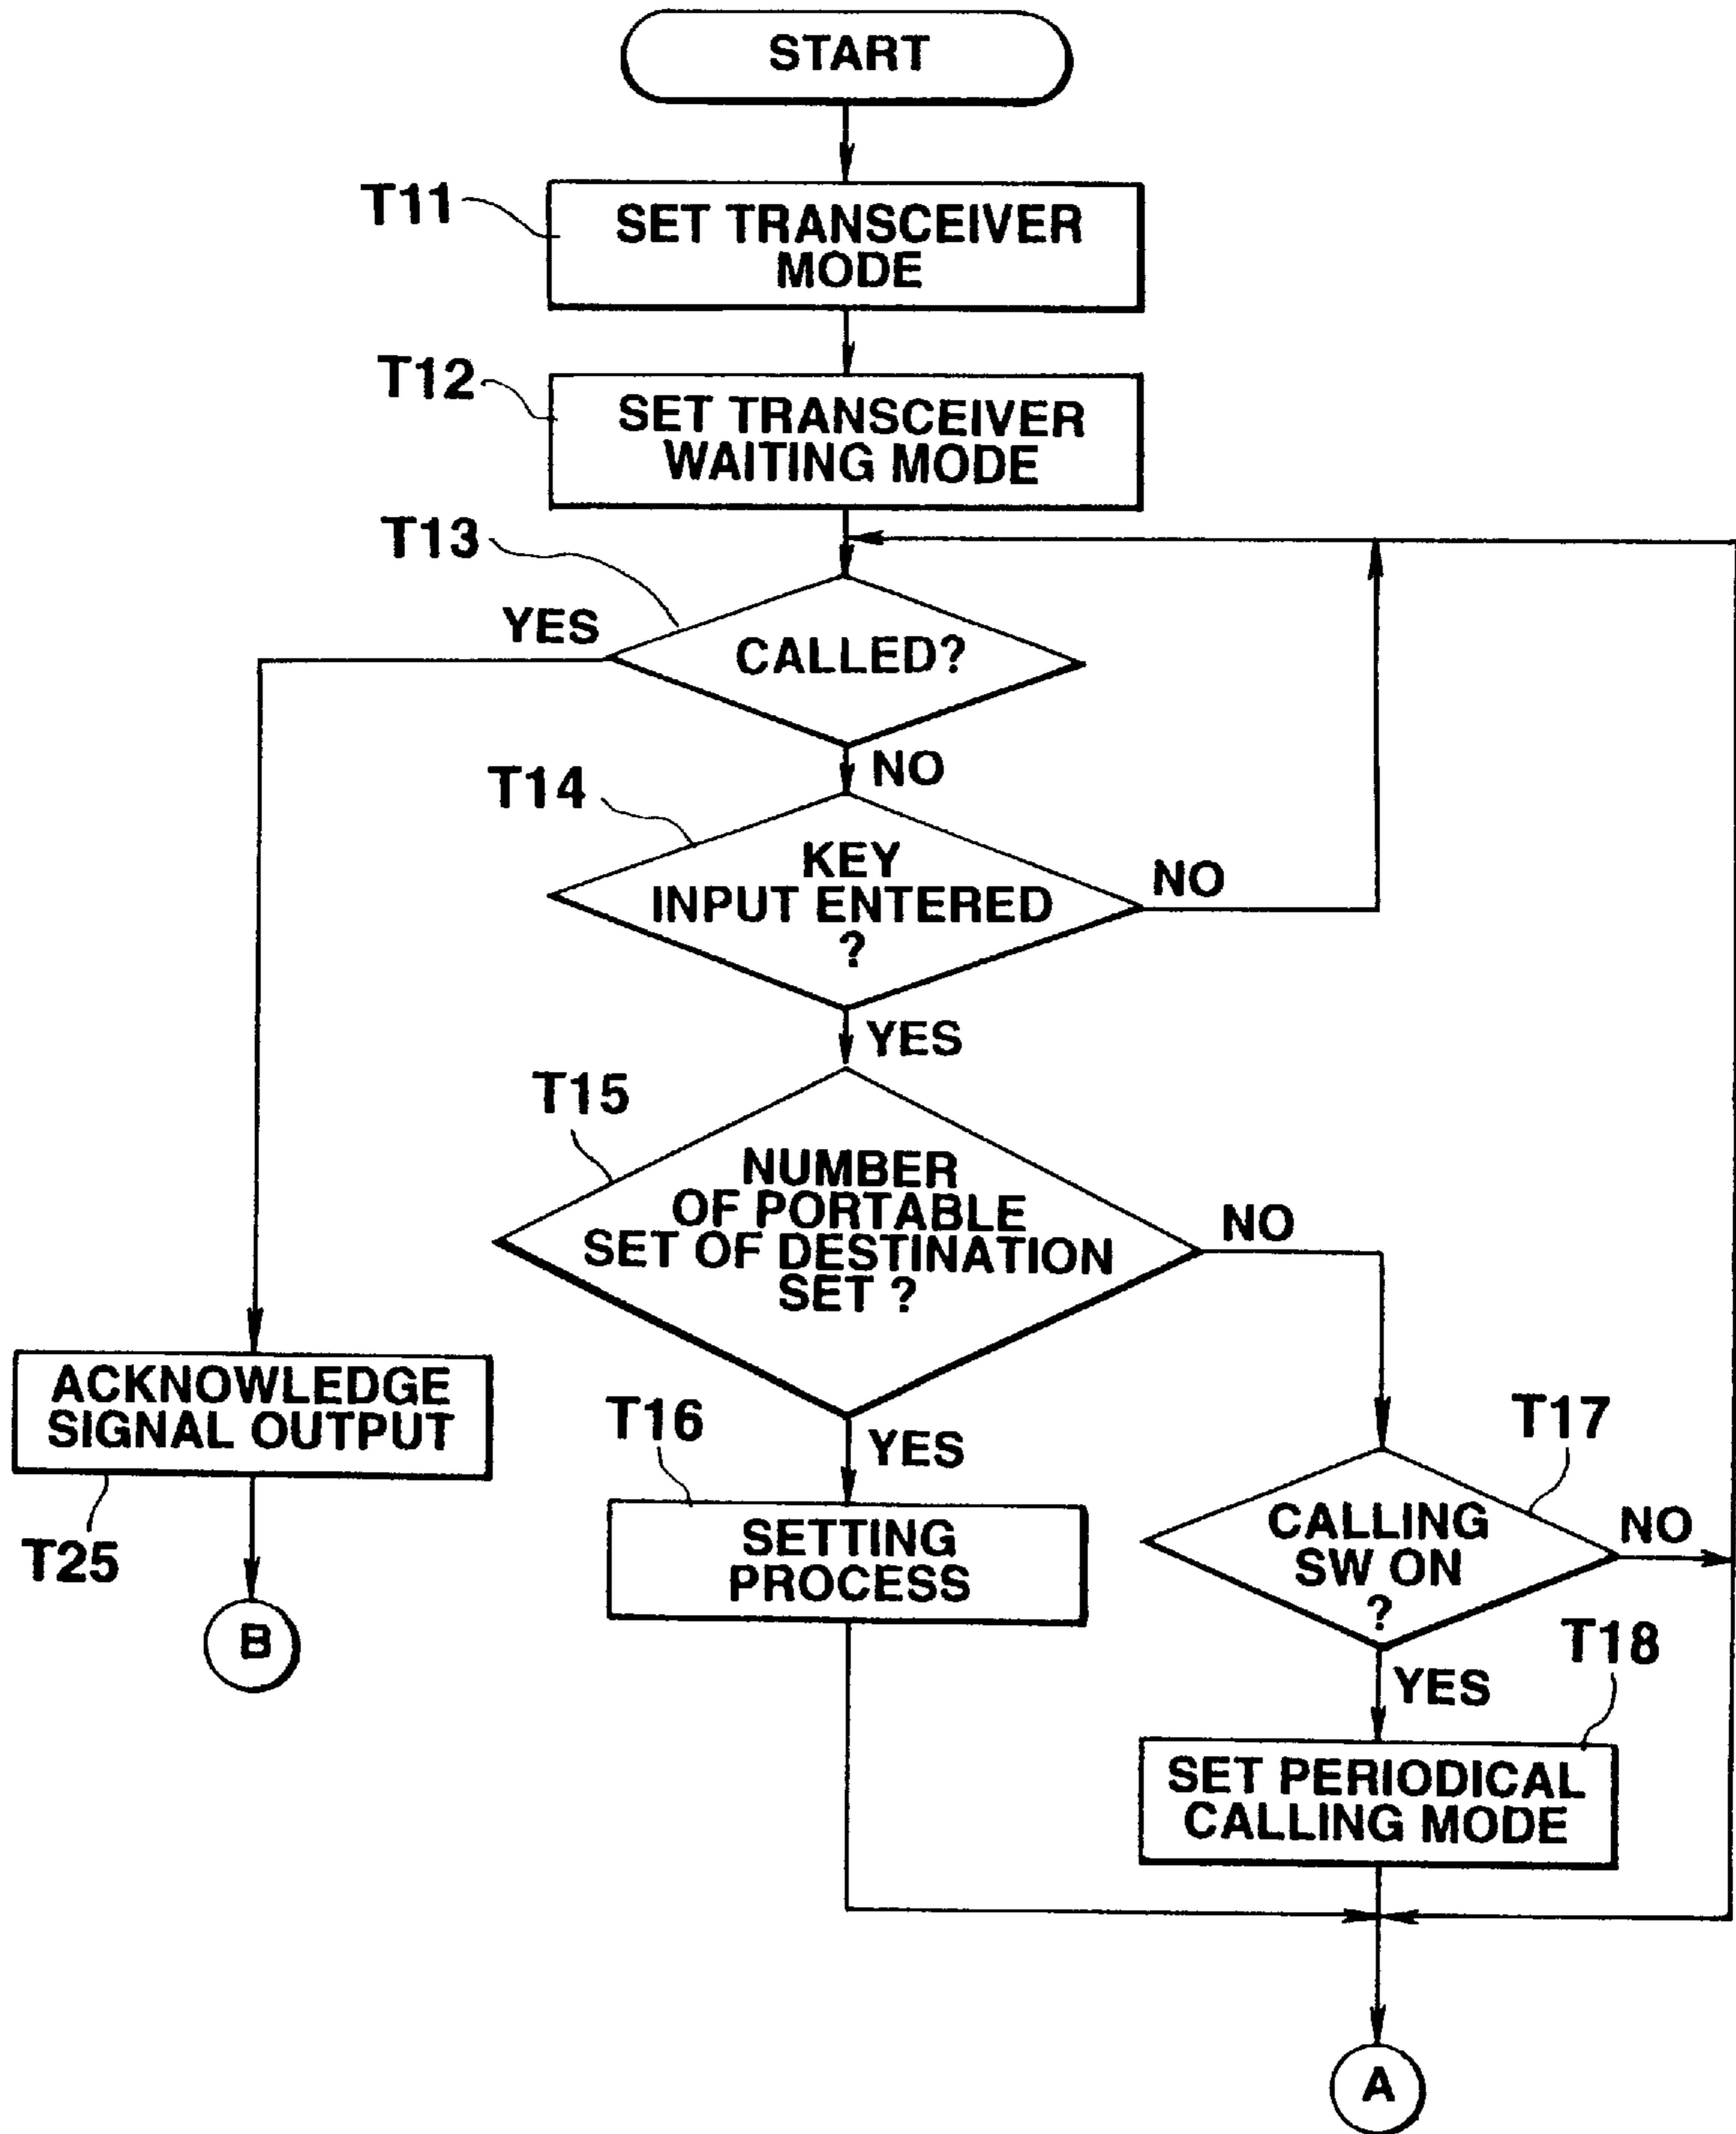 START
T11
SET TRANSCEIVER
MODE
T12
SET TRANSCEIVER
WAITING MODE
T13
YES
CALLED?
NO
T14
KEY
INPUT ENTERED
?
NO
YES
T15
NUMBER
OF PORTABLE
SET OF DESTINATION
SET ?
NO
ACKNOWLEDGE
SIGNAL OUTPUT
T25
B
YES
T16
SETTING
PROCESS
T17
CALLING
SW ON
?
NO
YES
T18
SET PERIODICAL
CALLING MODE
A